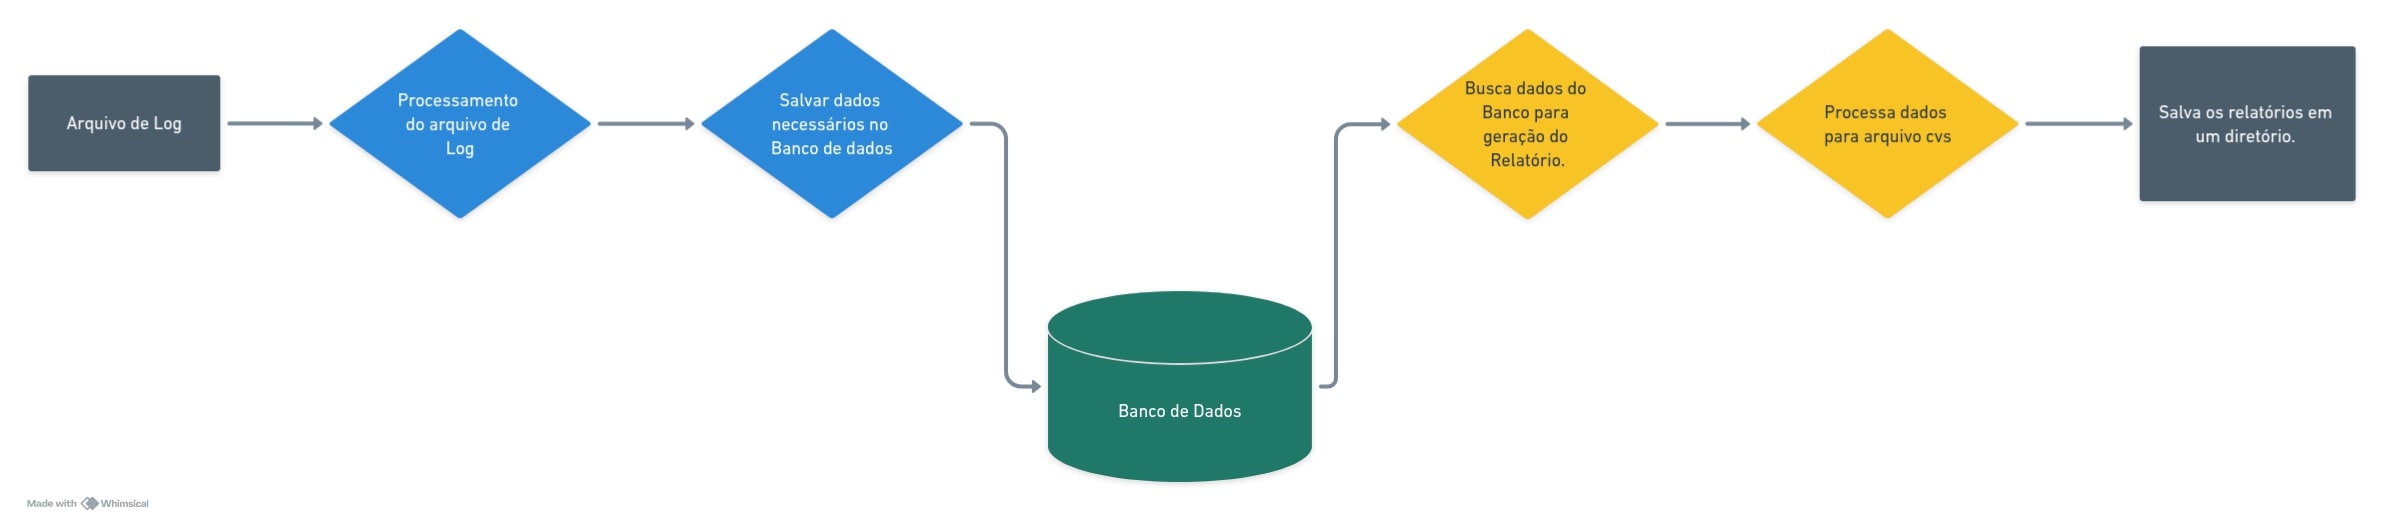 Arquivo de Log
Processamento
do arquivo de
Log
Salvar dados
necessários no
Banco de dados
Banco de Dados
Busca dados do
Banco para
geração do
Relatório.
Processa dados
para arquivo cvs
Salva os relatórios em
um diretório.
Made with Whimsical